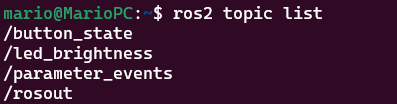 mario@MarioPC:~$ ros2 topic list
/button_state
/led_brightness
/parameter_events
/rosout